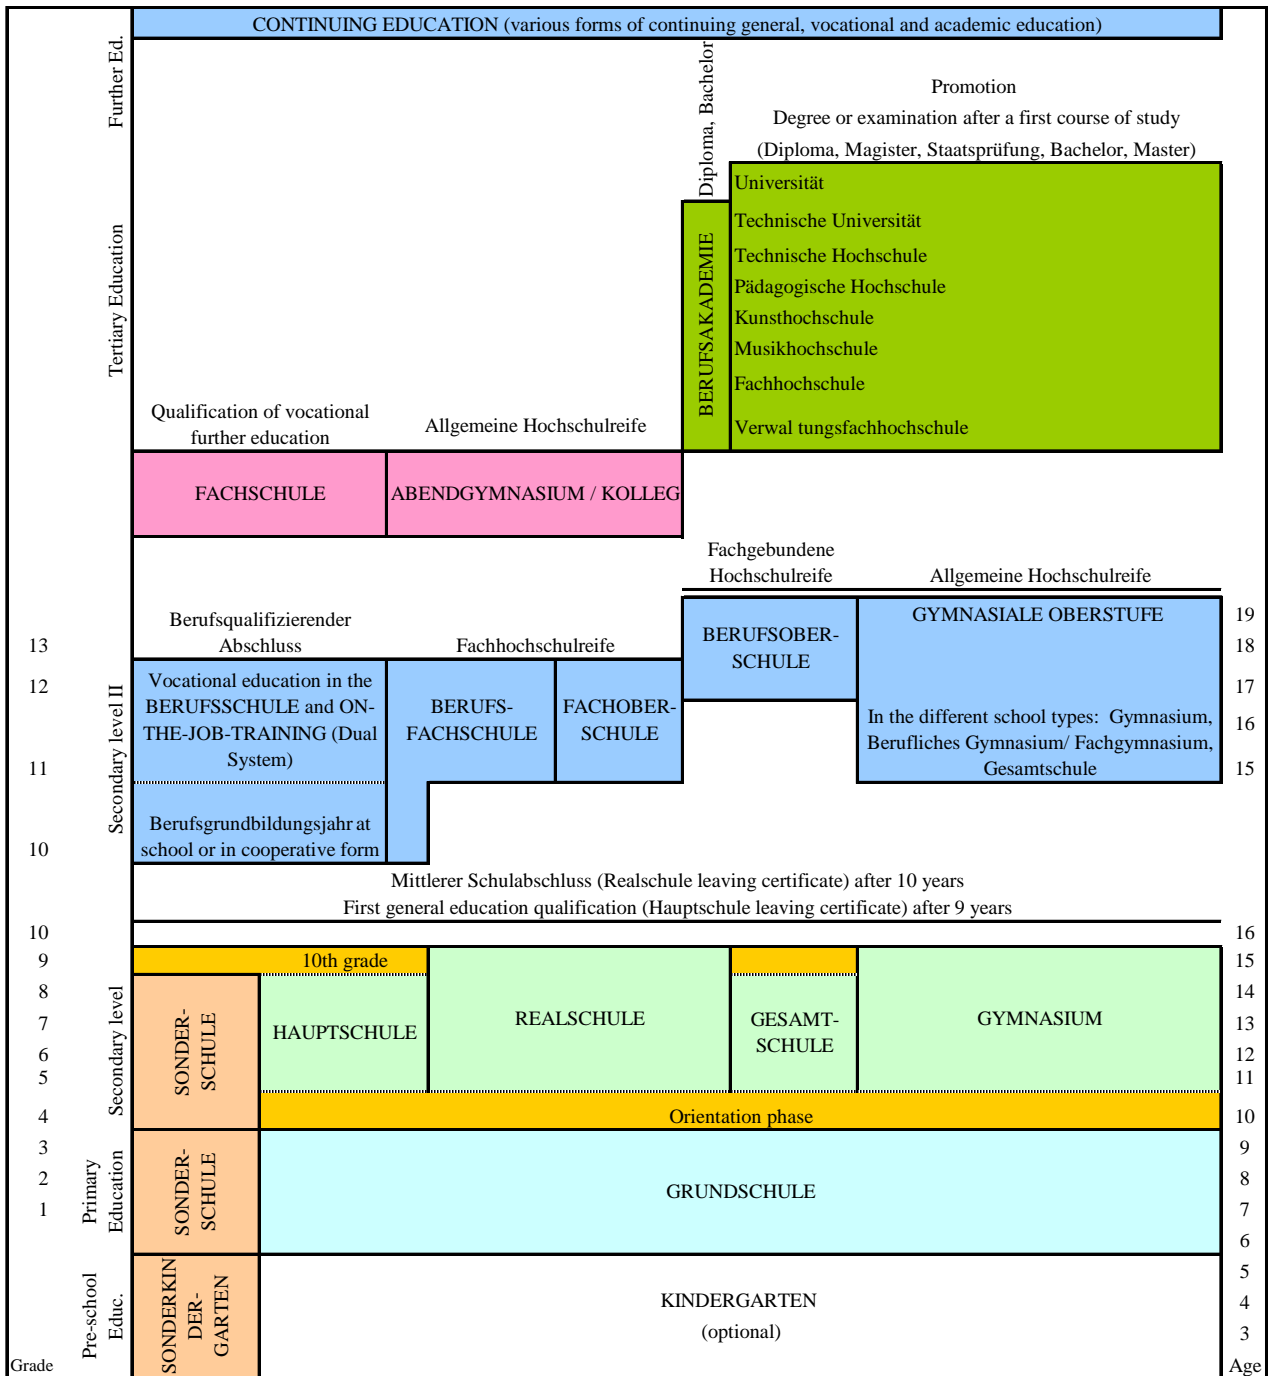 CONTINUING EDUCATION (various forms of continuing general, vocational and academic education)
Further Ed.
Diploma, Bachelor
Promotion
Degree or examination after a first course of study
(Diploma, Magister, Staatsprüfung, Bachelor, Master)
Tertiary Education
BERUFSAKADEMIE
Universität
Technische Universität
Technische Hochschule
Pädagogische Hochschule
Kunsthochschule
Musikhochschule
Fachhochschule
Verwal tungsfachhochschule
Qualification of vocational
further education
Allgemeine Hochschulreife
FACHSCHULE
ABENDGYMNASIUM / KOLLEG
Fachgebundene
Hochschulreife
Allgemeine Hochschulreife
Berufsqualifizierender
Abschluss
Fachhochschulreife
BERUFSOBER-
SCHULE
GYMNASIALE OBERSTUFE
In the different school types: Gymnasium,
Berufliches Gymnasium/ Fachgymnasium,
Gesamtschule
19
18
17
16
15
13
12
11
10
Secondary level II
Vocational education in the
BERUFSSCHULE and ON-
THE-JOB-TRAINING (Dual
System)
BERUFS-
FACHSCHULE
FACHOBER-
SCHULE
Berufsgrundbildungsjahr at
school or in cooperative form
Mittlerer Schulabschluss (Realschule leaving certificate) after 10 years
First general education qualification (Hauptschule leaving certificate) after 9 years
10
9
8
7
6
5
4
3
2
1
Secondary level
10th grade
SONDER-
SCHULE
HAUPTSCHULE
REALSCHULE
GESAMT-
SCHULE
GYMNASIUM
Orientation phase
16
15
14
13
12
11
10
9
8
7
6
5
4
3
Primary
Education
SONDER-
SCHULE
GRUNDSCHULE
Pre-school
Educ.
SONDERKIN
DER-
GARTEN
KINDERGARTEN
(optional)
Grade
Age